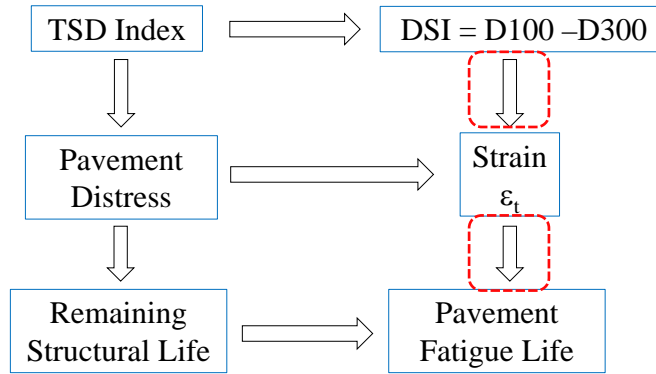 TSD Index
DSI = D100 –D300
Pavement
Distress
Strain
εt
Remaining
Structural Life
Pavement
Fatigue Life